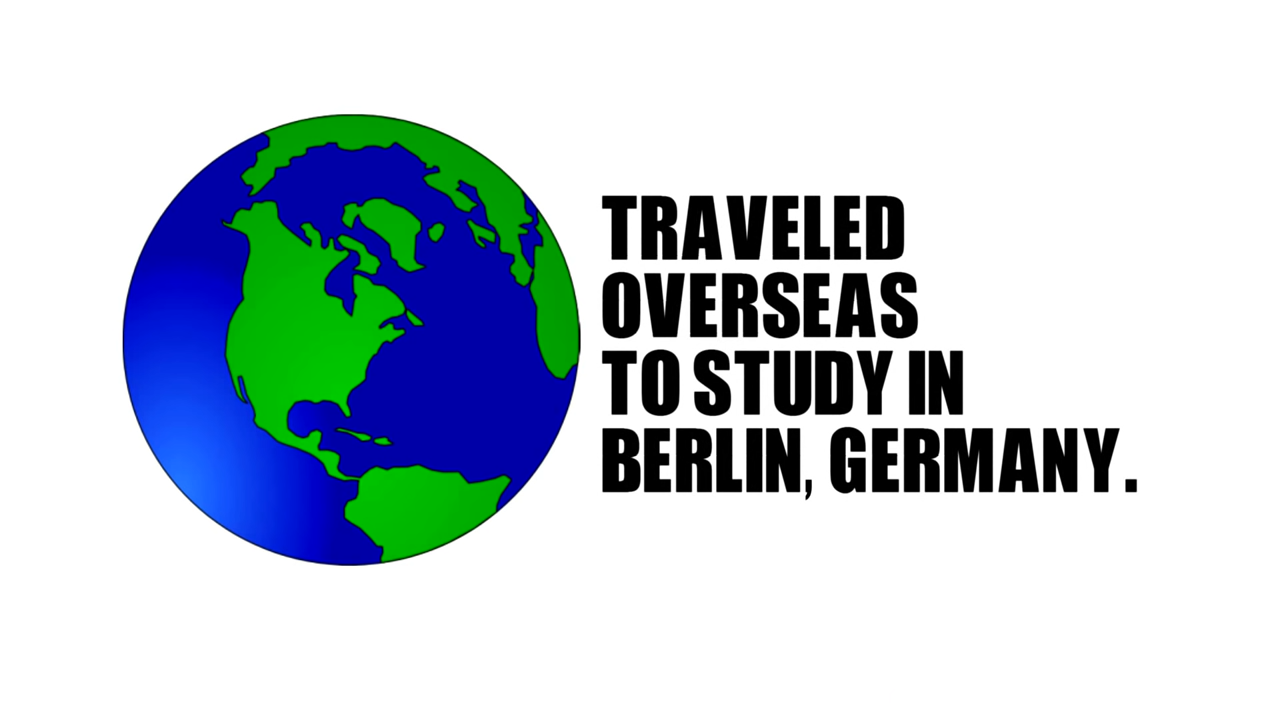 TRAVELED
OVERSEAS
TO STUDY IN
BERLIN, GERMANY.